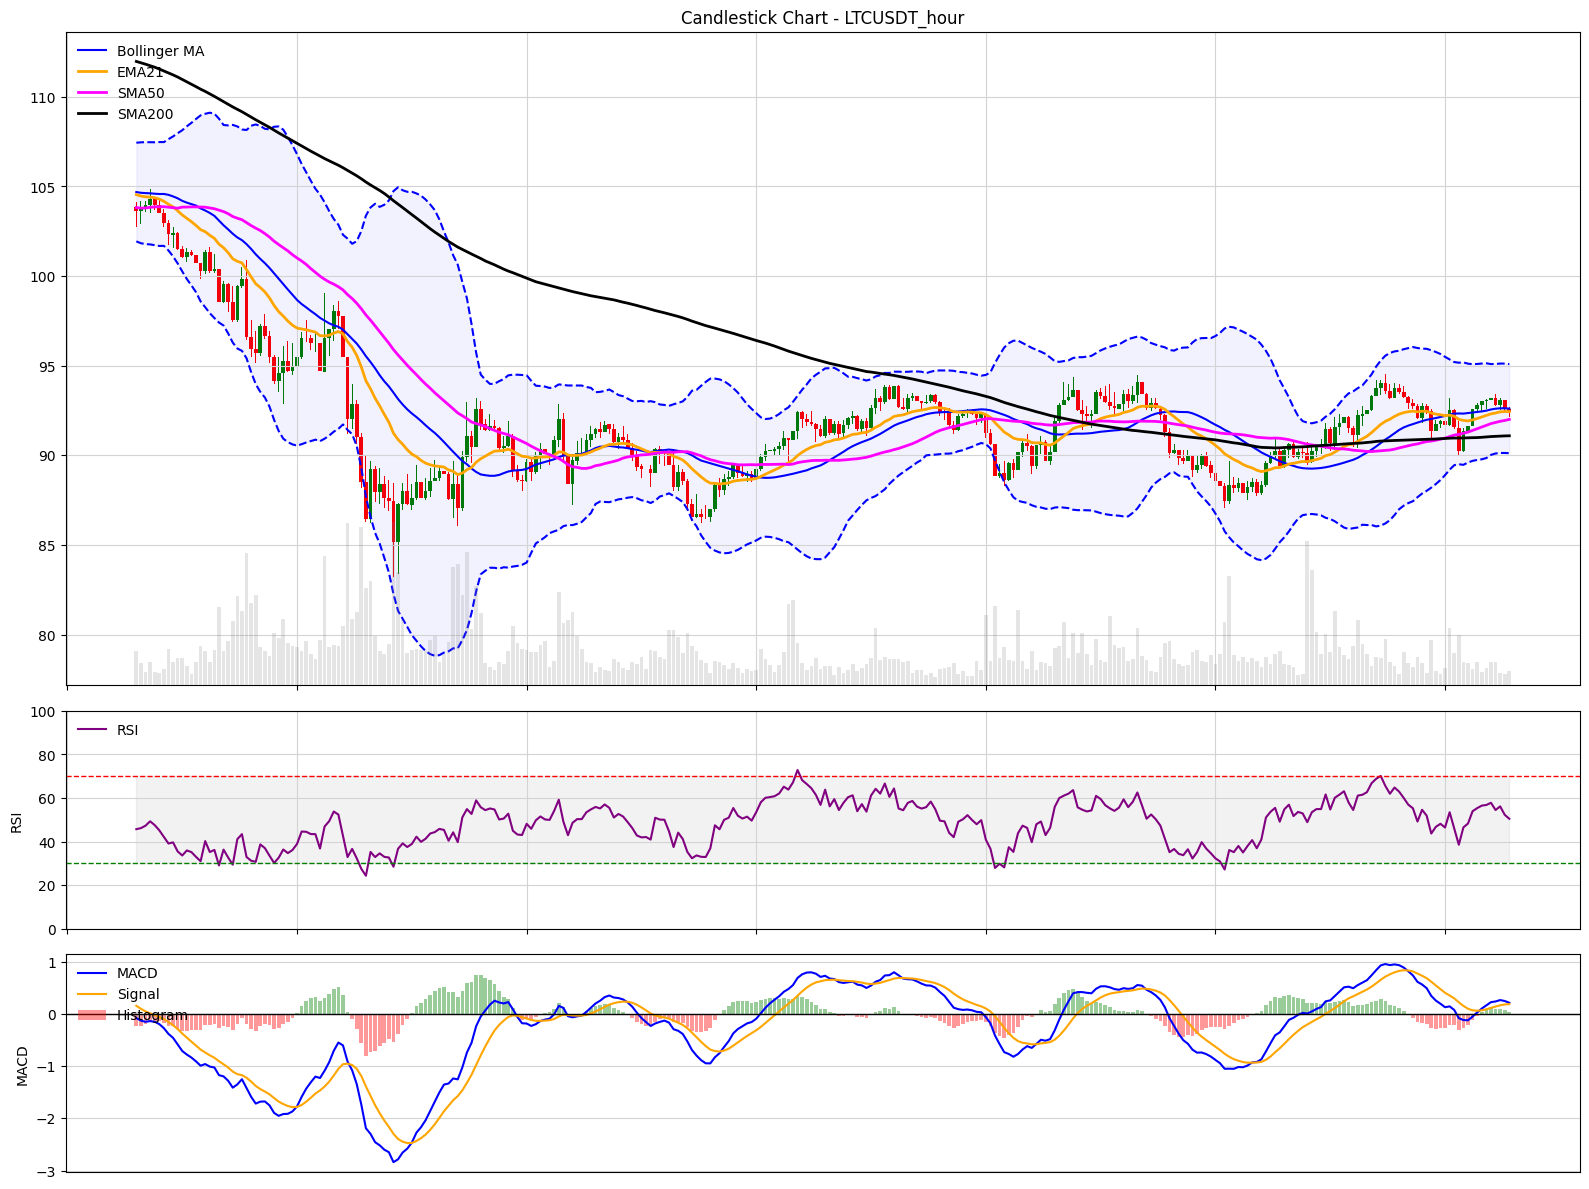 Candlestick Chart - LTCUSDT_hour
Bollinger MA
EMA21
SMA50
SMA200
110
105
100
95
90
85
80
RSI
100
80
60
40
20
0
RSI
MACD
Signal
Histogram
1
0
−1
−2
−3
MACD